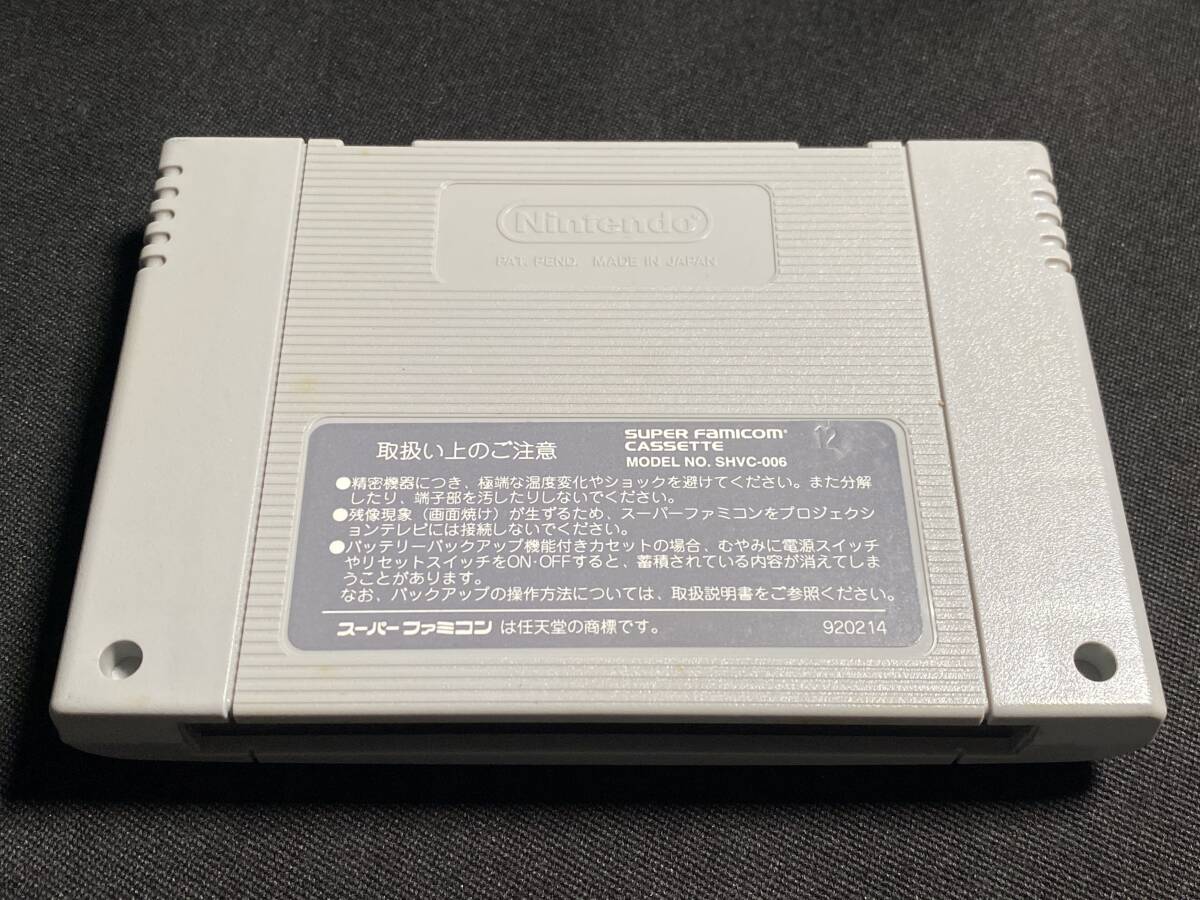 Nintendo®
PAT. PEND. MADE IN JAPAN
取扱い上のご注意
SUPER FAMICOM®
CASSETTE
MODEL NO. SHVC-006
12
●精密機器につき、極端な温度変化やショックを避けてください。また分解
したり、端子部を汚したりしないでください。
●残像現象（画面焼け）が生ずるため、スーパーファミコンをプロジェクシ
ョンテレビには接続しないでください。
●バッテリーバックアップ機能付きカセットの場合、むやみに電源スイッチ
やリセットスイッチをON・OFFすると、蓄積されている内容が消えてしま
うことがあります。
なお、バックアップの操作方法については、取扱説明書をご参照ください。
スーパーファミコン は任天堂の商標です。
920214